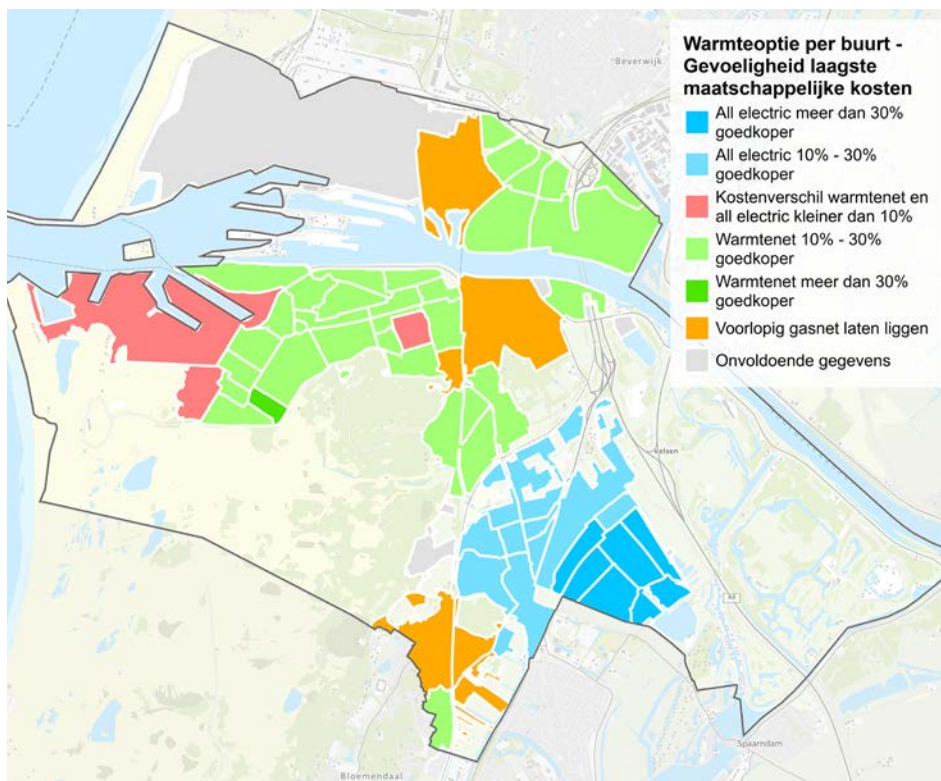 Warmteoptie per buurt -
Gevoeligheid laagste
maatschappelijke kosten
All electric meer dan 30%
goedkoper
All electric 10% - 30%
goedkoper
Kostenverschil warmtenet en
all electric kleiner dan 10%
Warmtenet 10% - 30%
goedkoper
Warmtenet meer dan 30%
goedkoper
Voorlopig gasnet laten liggen
Onvoldoende gegevens
Beverwijk
Velsen
A9
Spaarndam
Bloemendaal